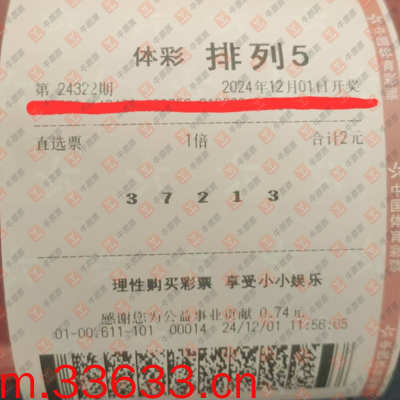 体彩 排列5
第 24322期 2024年12月01日开奖
直选票 1倍 合计2元
3 7 2 1 3
理性购买彩票 享受小小娱乐
感谢您为公益事业贡献 0.74元
01-00.611-101 00014 24/12/01 11:56:05
m.33633.cn